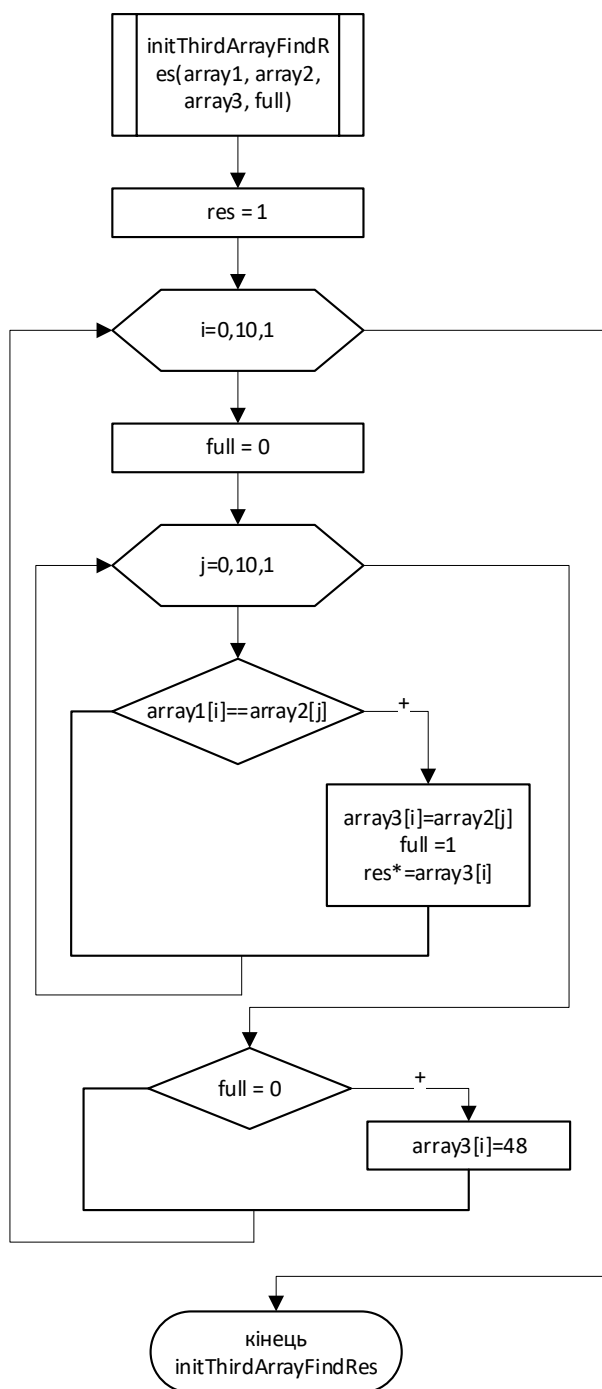 initThirdArrayFindR
es(array1, array2,
array3, full)
res = 1
i=0,10,1
full = 0
j=0,10,1
array1[i]==array2[j]
+
array3[i]=array2[j]
full =1
res*=array3[i]
full = 0
+
array3[i]=48
кінець
initThirdArrayFindRes